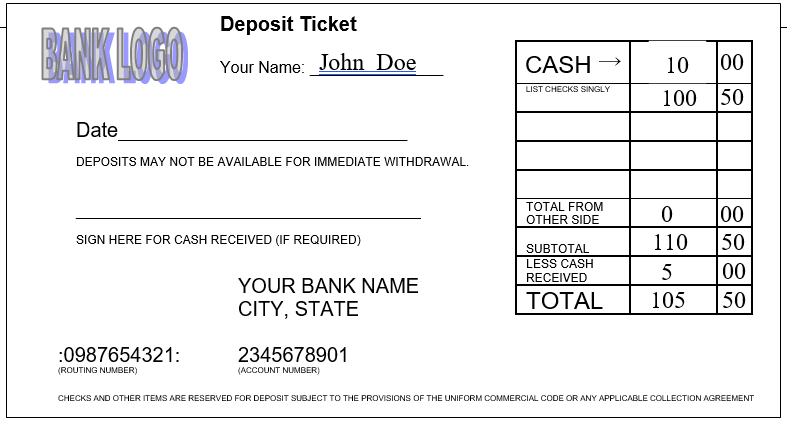 Deposit Ticket
BANK LOGO
Your Name: John Doe
CASH → 10 00
LIST CHECKS SINGLY 100 50
Date
DEPOSITS MAY NOT BE AVAILABLE FOR IMMEDIATE WITHDRAWAL.
TOTAL FROM
OTHER SIDE 0 00
SIGN HERE FOR CASH RECEIVED (IF REQUIRED)
SUBTOTAL 110 50
LESS CASH
RECEIVED 5 00
YOUR BANK NAME
CITY, STATE
TOTAL 105 50
:0987654321: 2345678901
(ROUTING NUMBER) (ACCOUNT NUMBER)
CHECKS AND OTHER ITEMS ARE RESERVED FOR DEPOSIT SUBJECT TO THE PROVISIONS OF THE UNIFORM COMMERCIAL CODE OR ANY APPLICABLE COLLECTION AGREEMENT